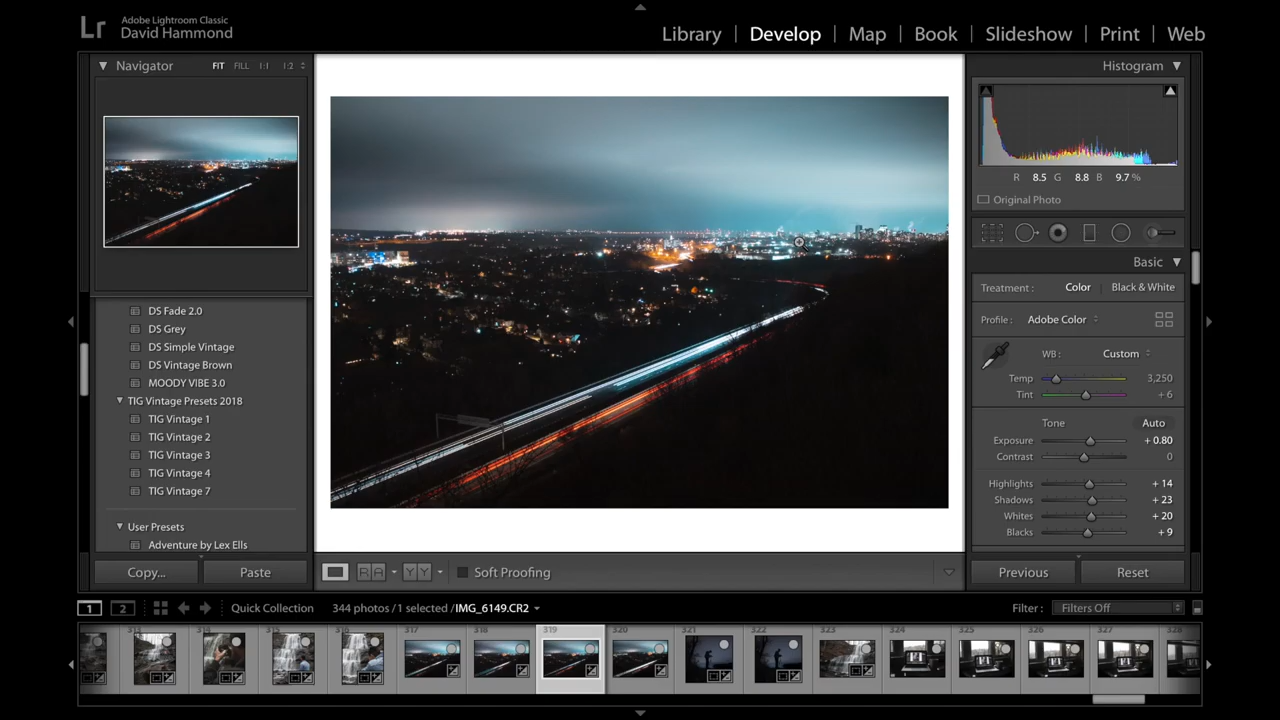 Lr
Adobe Lightroom Classic
David Hammond
Library | Develop | Map | Book | Slideshow | Print | Web
Navigator FIT FILL 1:1 1:2
DS Fade 2.0
DS Grey
DS Simple Vintage
DS Vintage Brown
MOODY VIBE 3.0
TIG Vintage Presets 2018
TIG Vintage 1
TIG Vintage 2
TIG Vintage 3
TIG Vintage 4
TIG Vintage 7
User Presets
Adventure by Lex Ells
Copy... Paste
R A Y Y Soft Proofing
Histogram
R 8.5 G 8.8 B 9.7 %
Original Photo
Basic
Treatment : Color | Black & White
Profile : Adobe Color
WB : Custom
Temp 3,250
Tint + 6
Tone Auto
Exposure + 0.80
Contrast 0
Highlights + 14
Shadows + 23
Whites + 20
Blacks + 9
Previous Reset
1 2 Quick Collection 344 photos / 1 selected / IMG_6149.CR2 Filter : Filters Off
315 316 317 318 319 320 321 322 323 324 325 326 327 328